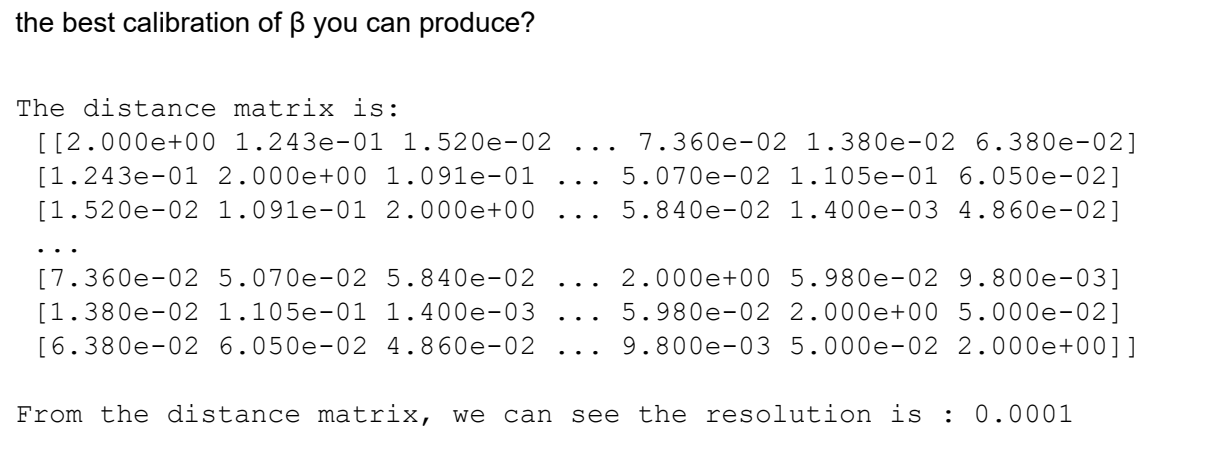 the best calibration of β you can produce?
The distance matrix is:
[[2.000e+00 1.243e-01 1.520e-02 ... 7.360e-02 1.380e-02 6.380e-02]
[1.243e-01 2.000e+00 1.091e-01 ... 5.070e-02 1.105e-01 6.050e-02]
[1.520e-02 1.091e-01 2.000e+00 ... 5.840e-02 1.400e-03 4.860e-02]
...
[7.360e-02 5.070e-02 5.840e-02 ... 2.000e+00 5.980e-02 9.800e-03]
[1.380e-02 1.105e-01 1.400e-03 ... 5.980e-02 2.000e+00 5.000e-02]
[6.380e-02 6.050e-02 4.860e-02 ... 9.800e-03 5.000e-02 2.000e+00]]
From the distance matrix, we can see the resolution is : 0.0001